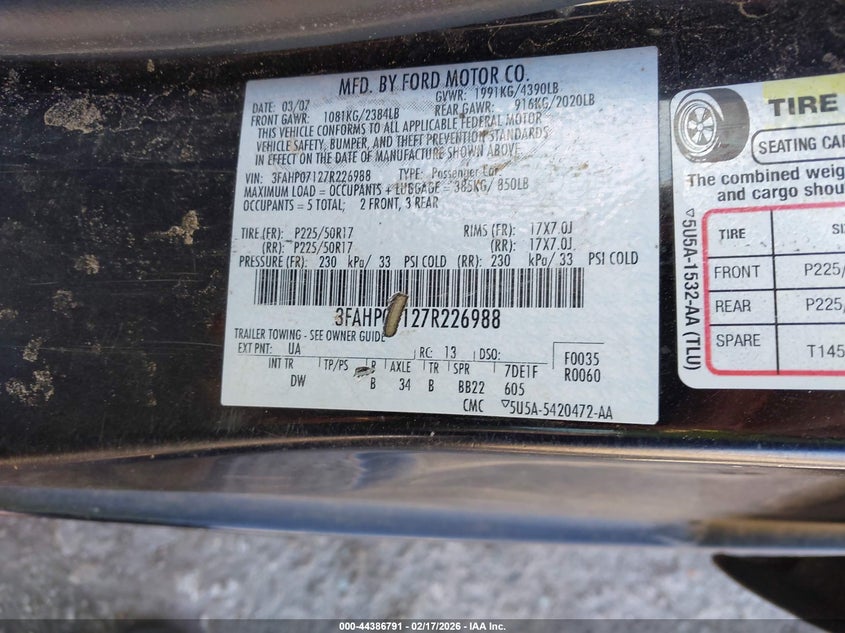 MFD. BY FORD MOTOR CO.
DATE 03/07 GVWR: 1991KG/4390LB
FRONT GAWR: 1081KG/2384LB REAR GAWR: 916KG/2020LB
THIS VEHICLE CONFORMS TO ALL APPLICABLE FEDERAL MOTOR
VEHICLE SAFETY, BUMPER, AND THEFT PREVENTION STANDARDS
IN EFFECT ON THE DATE OF MANUFACTURE SHOWN ABOVE.
VIN: 3FAHP07127R226988 TYPE: Passenger Car
MAXIMUM LOAD = OCCUPANTS + LUGGAGE = 385KG/ 850LB
OCCUPANTS = 5 TOTAL; 2 FRONT, 3 REAR
TIRE (FR): P225/50R17 RIMS (FR): 17X7.0J
(RR): P225/50R17 (RR): 17X7.0J
PRESSURE (FR): 230 kPa/ 33 PSI COLD (RR): 230 kPa/ 33 PSI COLD
3FAHP07127R226988
TRAILER TOWING - SEE OWNER GUIDE
EXT PNT: UA RC: 13 DSO: F0035
INT TR TP/PS R AXLE TR SPR 7DE1F R0060
DW B 34 B BB22 605
CMC ▽5U5A-5420472-AA
TIRE
SEATING CA
The combined weig
and cargo shou
TIRE SI
FRONT P225/
REAR P225/
SPARE T145
▽5U5A-1532-AA (TLU)
000-44386791 - 02/17/2026 - IAA Inc.